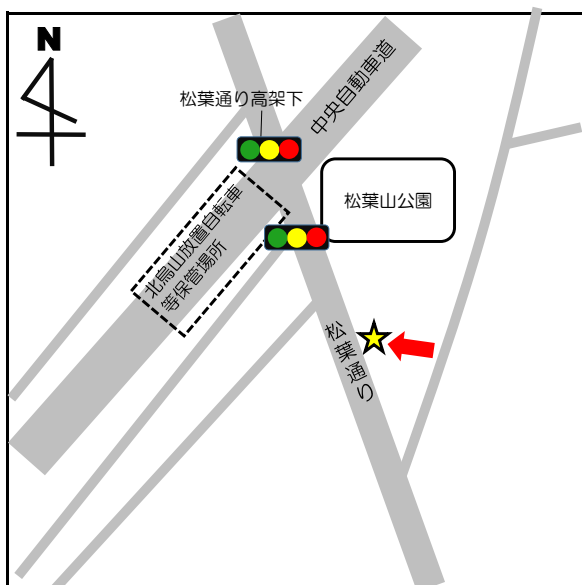 N
松葉通り高架下
中央自動車道
松葉山公園
北烏山放置自転車
等保管場所
松葉通り